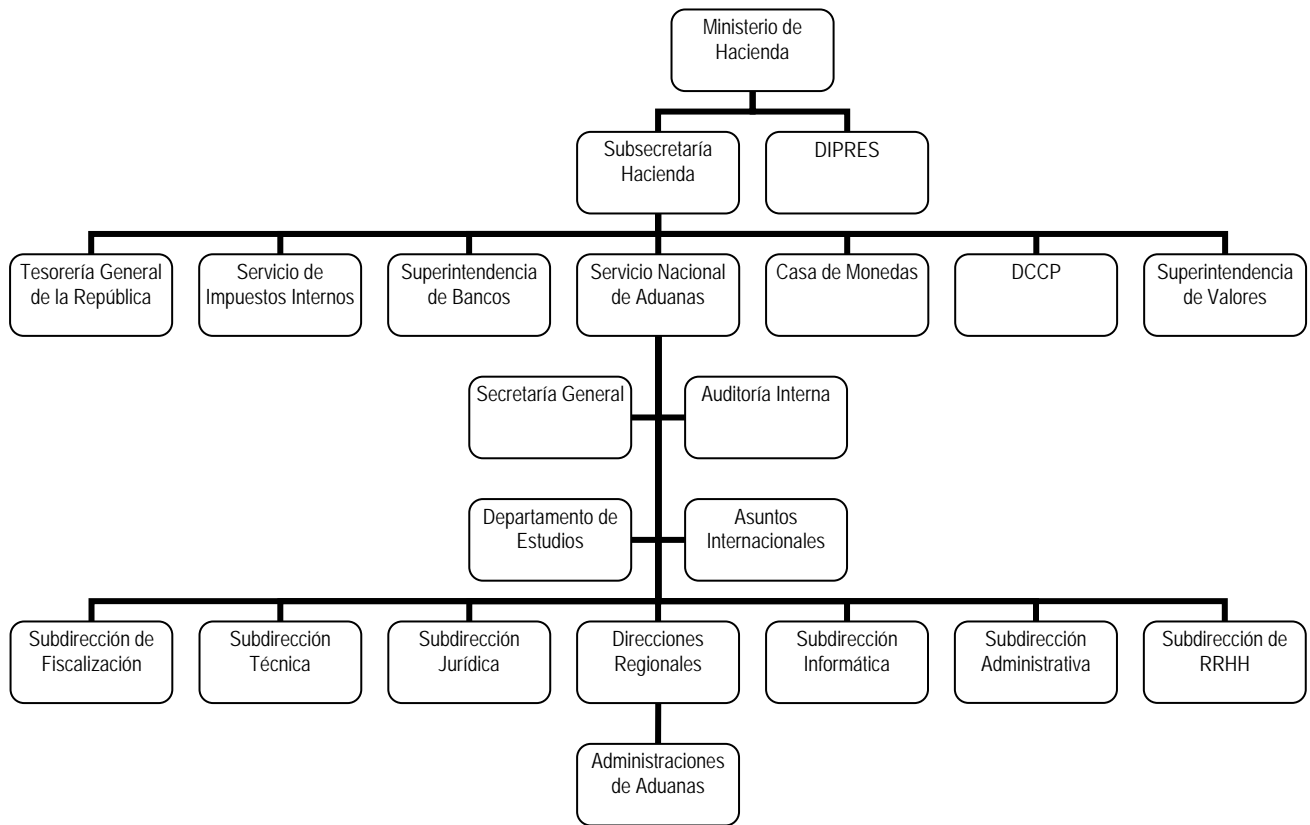 Ministerio de
Hacienda
Subsecretaría
Hacienda
DIPRES
Tesorería General
de la República
Servicio de
Impuestos Internos
Superintendencia
de Bancos
Servicio Nacional
de Aduanas
Casa de Monedas
DCCP
Superintendencia
de Valores
Secretaría General
Auditoría Interna
Departamento de
Estudios
Asuntos
Internacionales
Subdirección de
Fiscalización
Subdirección
Técnica
Subdirección
Jurídica
Direcciones
Regionales
Subdirección
Informática
Subdirección
Administrativa
Subdirección de
RRHH
Administraciones
de Aduanas